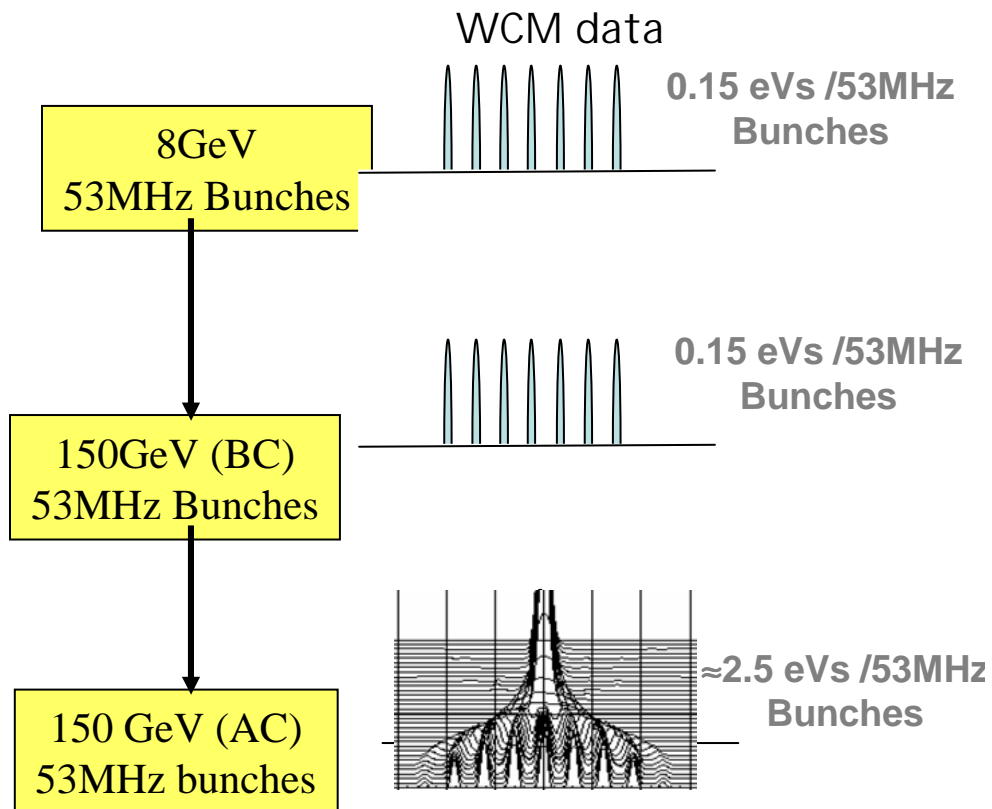 WCM data
8GeV
53MHz Bunches
0.15 eVs /53MHz
Bunches
150GeV (BC)
53MHz Bunches
0.15 eVs /53MHz
Bunches
150 GeV (AC)
53MHz bunches
≈2.5 eVs /53MHz
Bunches